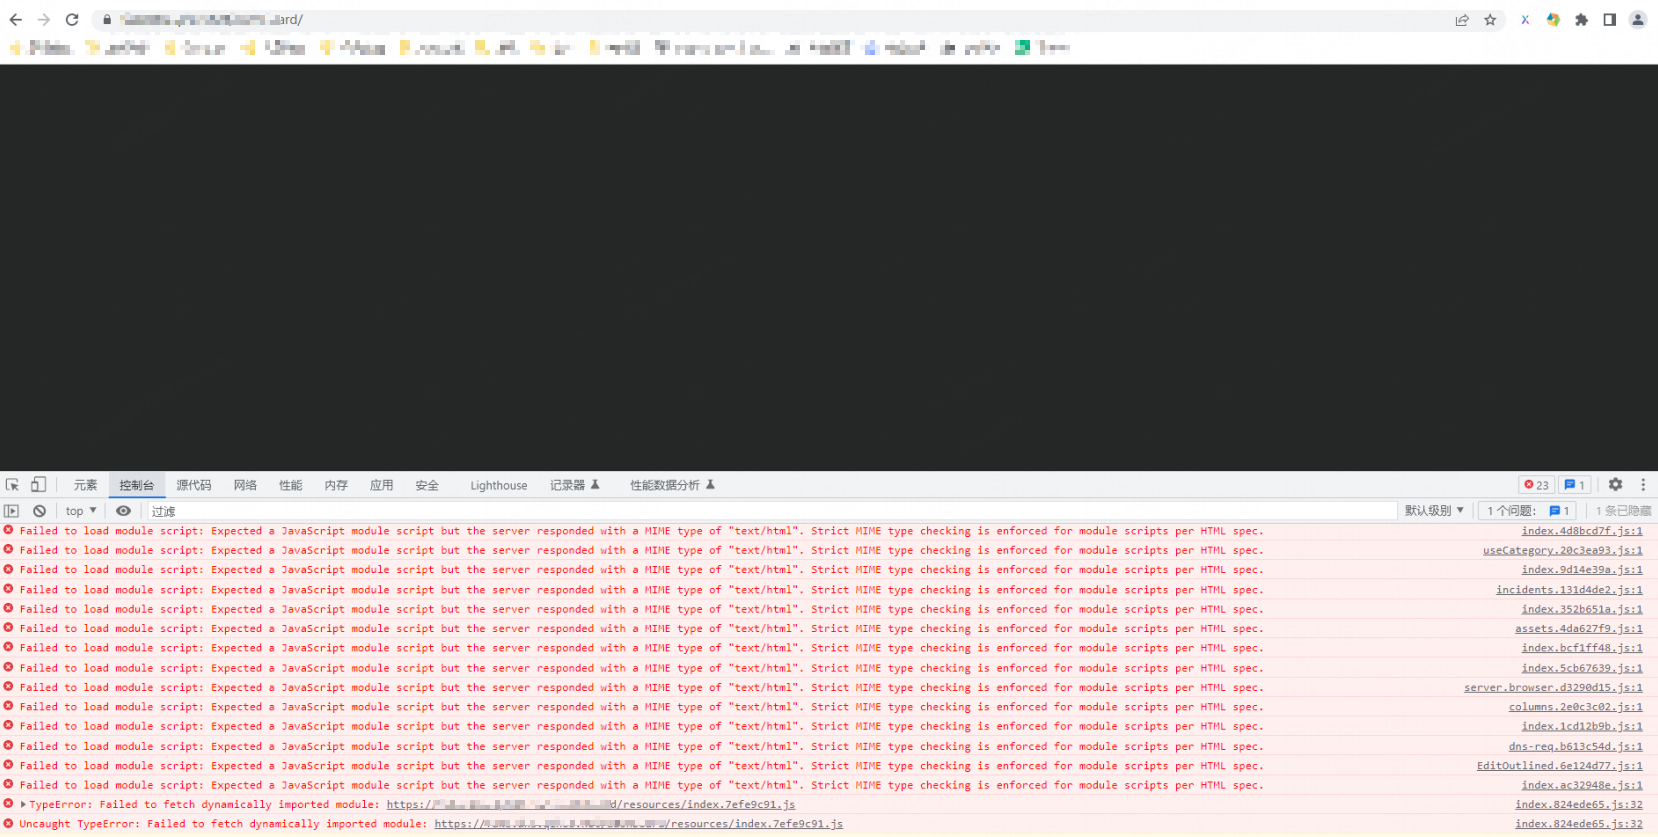 ard/
元素 控制台 源代码 网络 性能 内存 应用 安全 Lighthouse 记录器 性能数据分析 23 1
top 过滤 默认级别 1 个问题: 1 1 条已隐藏
Failed to load module script: Expected a JavaScript module script but the server responded with a MIME type of "text/html". Strict MIME type checking is enforced for module scripts per HTML spec. index.4d8bcd7f.js:1
Failed to load module script: Expected a JavaScript module script but the server responded with a MIME type of "text/html". Strict MIME type checking is enforced for module scripts per HTML spec. useCategory.20c3ea93.js:1
Failed to load module script: Expected a JavaScript module script but the server responded with a MIME type of "text/html". Strict MIME type checking is enforced for module scripts per HTML spec. index.9d14e39a.js:1
Failed to load module script: Expected a JavaScript module script but the server responded with a MIME type of "text/html". Strict MIME type checking is enforced for module scripts per HTML spec. incidents.131d4de2.js:1
Failed to load module script: Expected a JavaScript module script but the server responded with a MIME type of "text/html". Strict MIME type checking is enforced for module scripts per HTML spec. index.352b651a.js:1
Failed to load module script: Expected a JavaScript module script but the server responded with a MIME type of "text/html". Strict MIME type checking is enforced for module scripts per HTML spec. assets.4da627f9.js:1
Failed to load module script: Expected a JavaScript module script but the server responded with a MIME type of "text/html". Strict MIME type checking is enforced for module scripts per HTML spec. index.bcf1ff48.js:1
Failed to load module script: Expected a JavaScript module script but the server responded with a MIME type of "text/html". Strict MIME type checking is enforced for module scripts per HTML spec. index.5cb67639.js:1
Failed to load module script: Expected a JavaScript module script but the server responded with a MIME type of "text/html". Strict MIME type checking is enforced for module scripts per HTML spec. server.browser.d3290d15.js:1
Failed to load module script: Expected a JavaScript module script but the server responded with a MIME type of "text/html". Strict MIME type checking is enforced for module scripts per HTML spec. columns.2e0c3c02.js:1
Failed to load module script: Expected a JavaScript module script but the server responded with a MIME type of "text/html". Strict MIME type checking is enforced for module scripts per HTML spec. index.1cd12b9b.js:1
Failed to load module script: Expected a JavaScript module script but the server responded with a MIME type of "text/html". Strict MIME type checking is enforced for module scripts per HTML spec. dns-req.b613c54d.js:1
Failed to load module script: Expected a JavaScript module script but the server responded with a MIME type of "text/html". Strict MIME type checking is enforced for module scripts per HTML spec. EditOutlined.6e124d77.js:1
Failed to load module script: Expected a JavaScript module script but the server responded with a MIME type of "text/html". Strict MIME type checking is enforced for module scripts per HTML spec. index.ac32948e.js:1
TypeError: Failed to fetch dynamically imported module: https:// d/resources/index.7efe9c91.js index.824ede65.js:32
Uncaught TypeError: Failed to fetch dynamically imported module: https:// /resources/index.7efe9c91.js index.824ede65.js:32